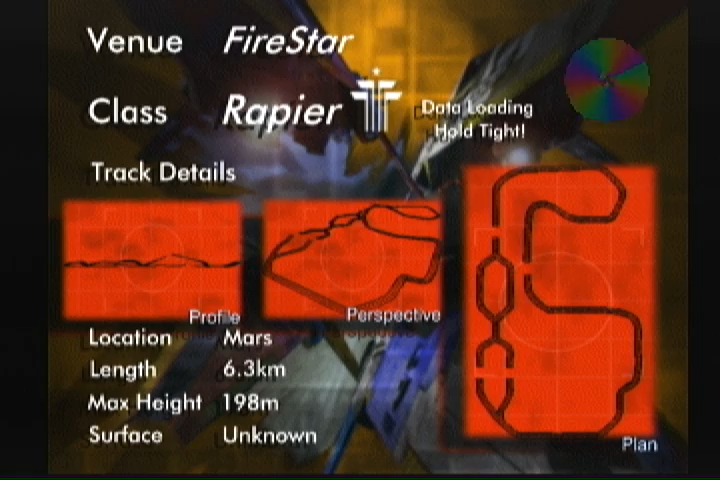 Venue FireStar
Class Rapier
Data Loading
Hold Tight!
Track Details
Profile
Perspective
Plan
Location Mars
Length 6.3km
Max Height 198m
Surface Unknown